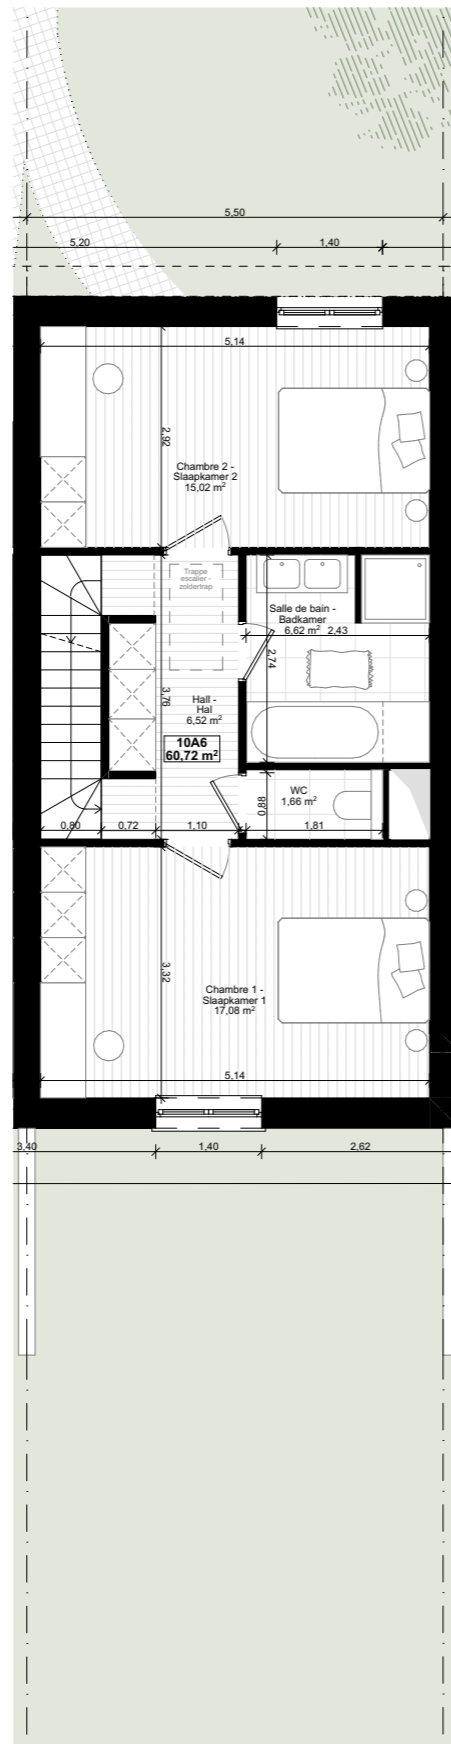 5,50
5,20
1,40
5,14
2,92
Chambre 2 -
Slaapkamer 2
15,02 m²
Trappe
escalier -
zoldertrap
Salle de bain -
Badkamer
6,62 m² 2,43
2,74
3,76
Hall -
Hal
6,52 m²
10A6
60,72 m²
WC
1,66 m²
0,88
0,80 0,72 1,10 1,81
3,32
Chambre 1 -
Slaapkamer 1
17,08 m²
5,14
3,40 1,40 2,62